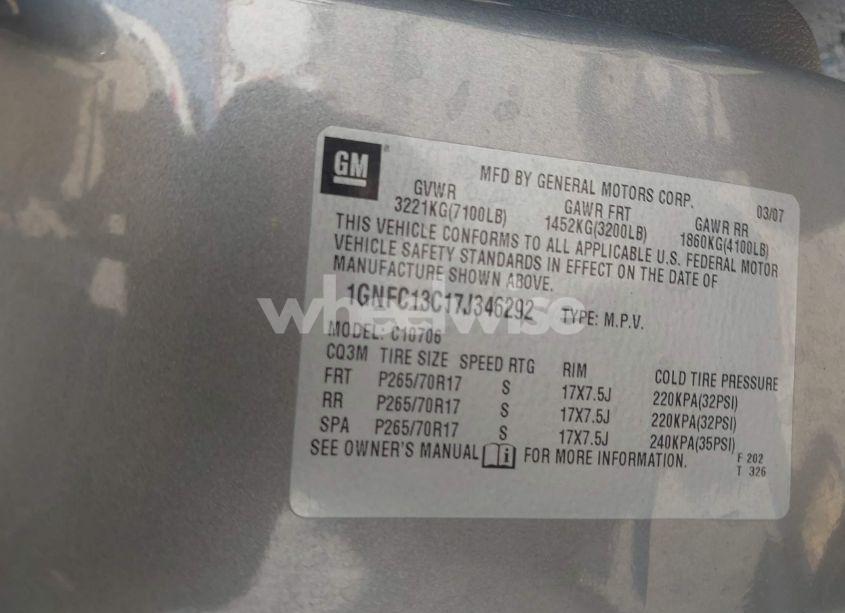 GM
MFD BY GENERAL MOTORS CORP. 03/07
GVWR GAWR FRT GAWR RR
3221KG(7100LB) 1452KG(3200LB) 1860KG(4100LB)
THIS VEHICLE CONFORMS TO ALL APPLICABLE U.S. FEDERAL MOTOR
VEHICLE SAFETY STANDARDS IN EFFECT ON THE DATE OF
MANUFACTURE SHOWN ABOVE.
1GNFC13C17J346292 TYPE: M.P.V.
wheelwise
MODEL: C10706
CQ3M TIRE SIZE SPEED RTG RIM COLD TIRE PRESSURE
FRT P265/70R17 S 17X7.5J 220KPA(32PSI)
RR P265/70R17 S 17X7.5J 220KPA(32PSI)
SPA P265/70R17 S 17X7.5J 240KPA(35PSI)
SEE OWNER'S MANUAL i FOR MORE INFORMATION.
F 202
T 326